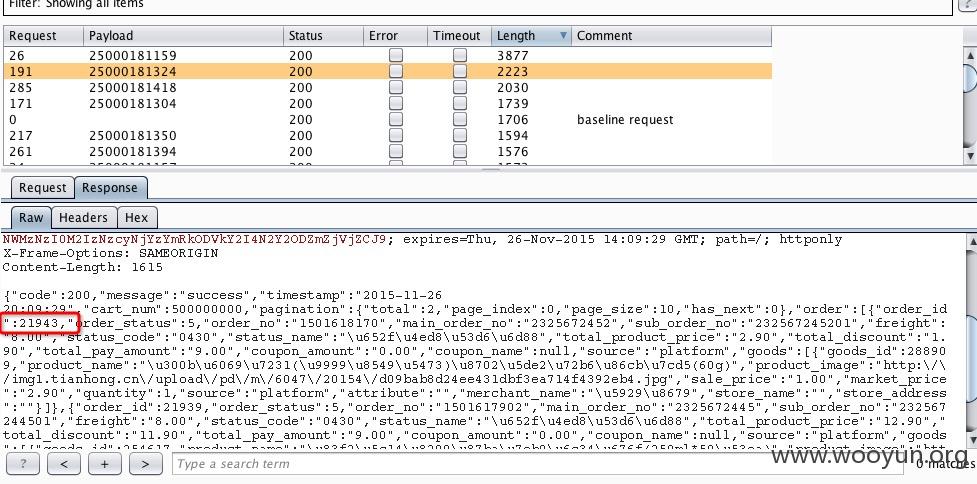 Filter: Showing all items
?
Request Payload Status Error Timeout Length ▼ Comment
26 25000181159 200 3877
191 25000181324 200 2223
285 25000181418 200 2030
171 25000181304 200 1739
0 200 1706 baseline request
217 25000181350 200 1594
261 25000181394 200 1576
Request Response
Raw Headers Hex
NWMzNzI0M2IzNzcyNjYzYmRkODVkY2I4N2Y2ODZmZjVjZCJ9; expires=Thu, 26-Nov-2015 14:09:29 GMT; path=/; httponly
X-Frame-Options: SAMEORIGIN
Content-Length: 1615
{"code":200,"message":"success","timestamp":"2015-11-26
20:09:29","cart_num":500000000,"pagination":{"total":2,"page_index":0,"page_size":10,"has_next":0},"order":[{"order_id
":21943,"order_status":5,"order_no":"1501618170","main_order_no":"2325672452","sub_order_no":"232567245201","freight":
"8.00","status_code":"0430","status_name":"\u652f\u4ed8\u53d6\u6d88","total_product_price":"2.90","total_discount":"1.
90","total_pay_amount":"9.00","coupon_amount":"0.00","coupon_name":null,"source":"platform","goods":[{"goods_id":28890
9,"product_name":"\u300b\u6069\u7231(\u9999\u8549\u5473)\u8702\u5de2\u72b6\u86cb\u7cd5(60g)","product_image":"http:\/\
/img1.tianhong.cn\/upload\/pd\/m\/6047\/20154\/d09bab8d24ee431dbf3ea714f4392eb4.jpg","sale_price":"1.00","market_price
":"2.90","quantity":1,"source":"platform","attribute":"","merchant_name":"\u5929\u8679","store_name":"","store_address
":""}]},{"order_id":21939,"order_status":5,"order_no":"1501617902","main_order_no":"2325672445","sub_order_no":"232567
244501","freight":"8.00","status_code":"0430","status_name":"\u652f\u4ed8\u53d6\u6d88","total_product_price":"12.90","
total_discount":"11.90","total_pay_amount":"9.00","coupon_amount":"0.00","coupon_name":null,"source":"platform","goods
? < + > Type a search term 0 matches
www.wooyun.org